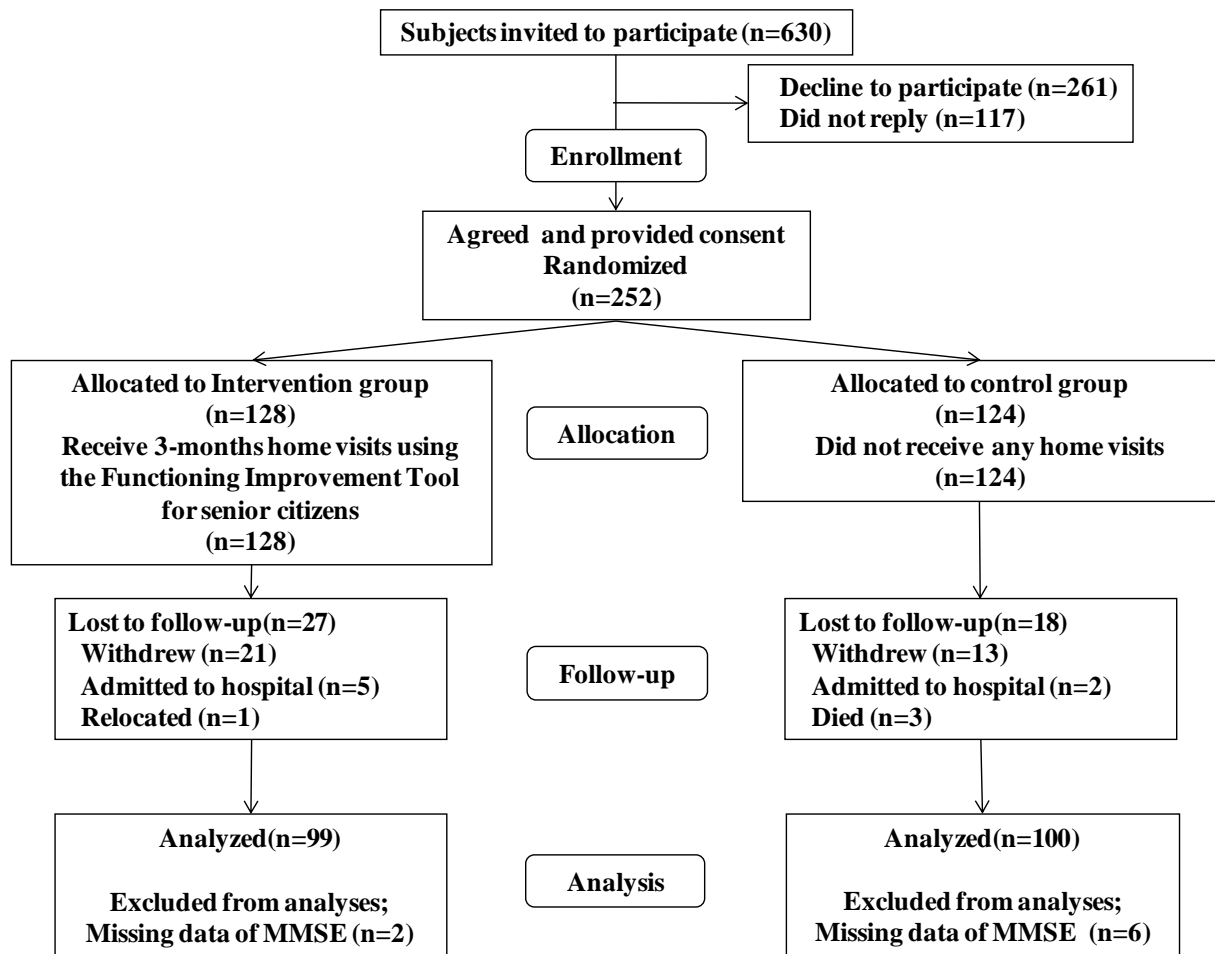 Subjects invited to participate (n=630)
Decline to participate (n=261)
Did not reply (n=117)
Enrollment
Agreed and provided consent
Randomized
(n=252)
Allocated to Intervention group
(n=128)
Receive 3-months home visits using
the Functioning Improvement Tool
for senior citizens
(n=128)
Allocation
Allocated to control group
(n=124)
Did not receive any home visits
(n=124)
Lost to follow-up(n=27)
Withdrew (n=21)
Admitted to hospital (n=5)
Relocated (n=1)
Follow-up
Lost to follow-up(n=18)
Withdrew (n=13)
Admitted to hospital (n=2)
Died (n=3)
Analyzed(n=99)
Excluded from analyses;
Missing data of MMSE (n=2)
Analysis
Analyzed(n=100)
Excluded from analyses;
Missing data of MMSE (n=6)